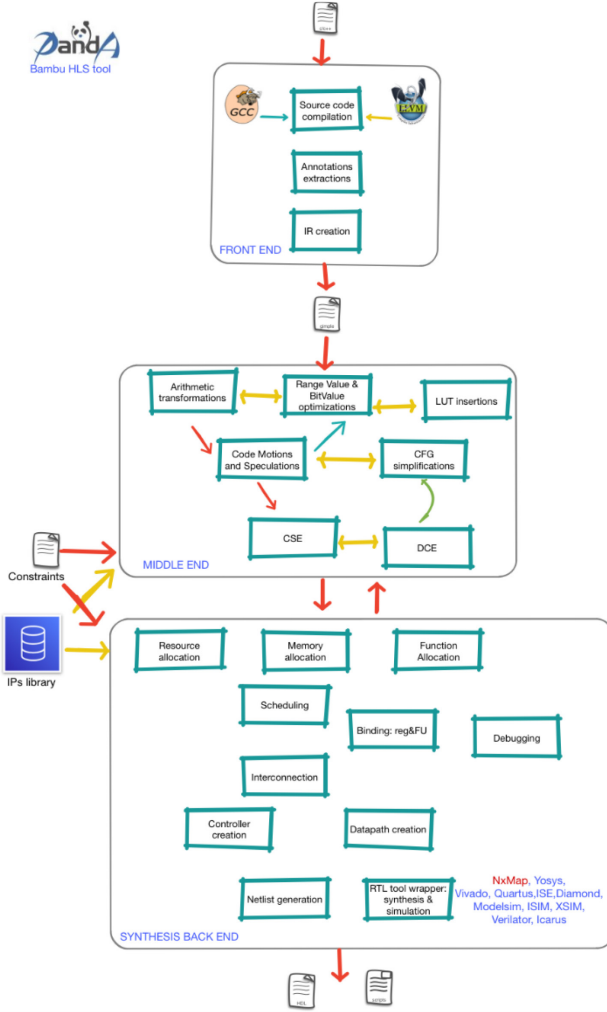 PandA
Bambu HLS tool
GCC
LLVM
Source code
compilation
Annotations
extractions
IR creation
FRONT END
Arithmetic
transformations
Range Value &
BitValue
optimizations
LUT insertions
Code Motions
and Speculations
CFG
simplifications
CSE
DCE
MIDDLE END
Constraints
IPs library
Resource
allocation
Memory
allocation
Function
Allocation
Scheduling
Binding: reg&FU
Debugging
Interconnection
Controller
creation
Datapath creation
Netlist generation
RTL tool wrapper:
synthesis &
simulation
NxMap, Yosys,
Vivado, Quartus,ISE,Diamond,
Modelsim, ISIM, XSIM,
Verilator, Icarus
SYNTHESIS BACK END
HDL